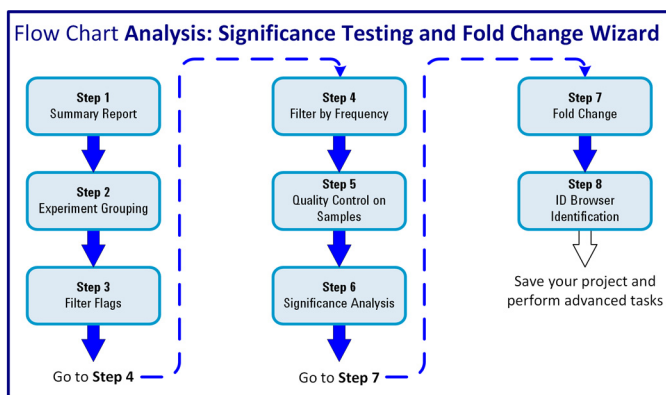 Flow Chart Analysis: Significance Testing and Fold Change Wizard
Step 1
Summary Report
Step 2
Experiment Grouping
Step 3
Filter Flags
Go to Step 4
Step 4
Filter by Frequency
Step 5
Quality Control on
Samples
Step 6
Significance Analysis
Go to Step 7
Step 7
Fold Change
Step 8
ID Browser
Identification
Save your project and
perform advanced tasks